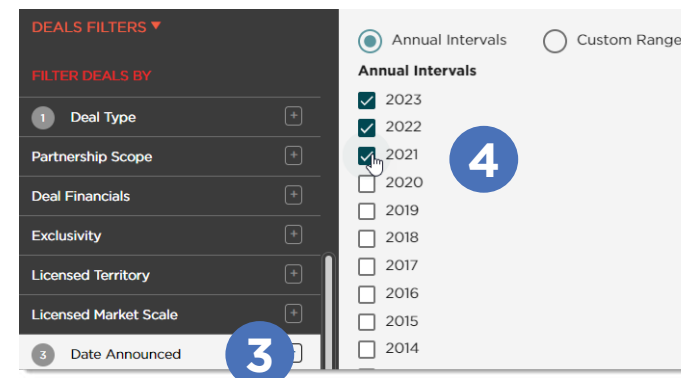 DEALS FILTERS ▼
FILTER DEALS BY
1 Deal Type +
Partnership Scope +
Deal Financials +
Exclusivity +
Licensed Territory +
Licensed Market Scale +
3 Date Announced
3
Annual Intervals Custom Range
Annual Intervals
2023
2022
2021
2020
2019
2018
2017
2016
2015
2014
4